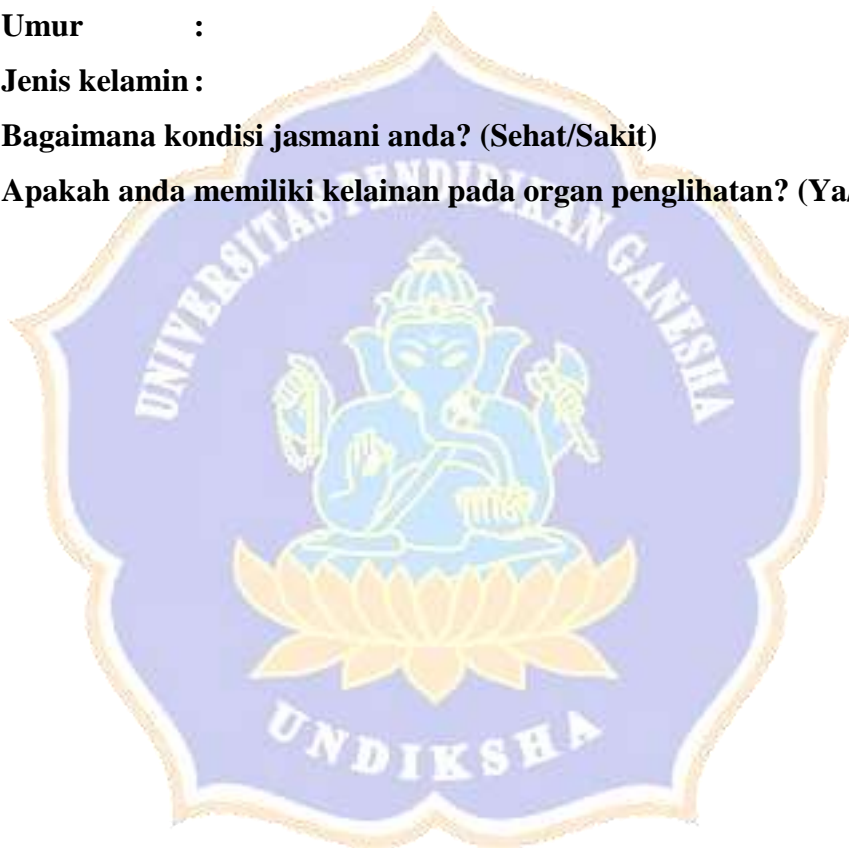 Umur :
Jenis kelamin :
Bagaimana kondisi jasmani anda? (Sehat/Sakit)
Apakah anda memiliki kelainan pada organ penglihatan? (Ya/
UNIVERSITAS PENDIDIKAN GANESHA
UNDIKSHA